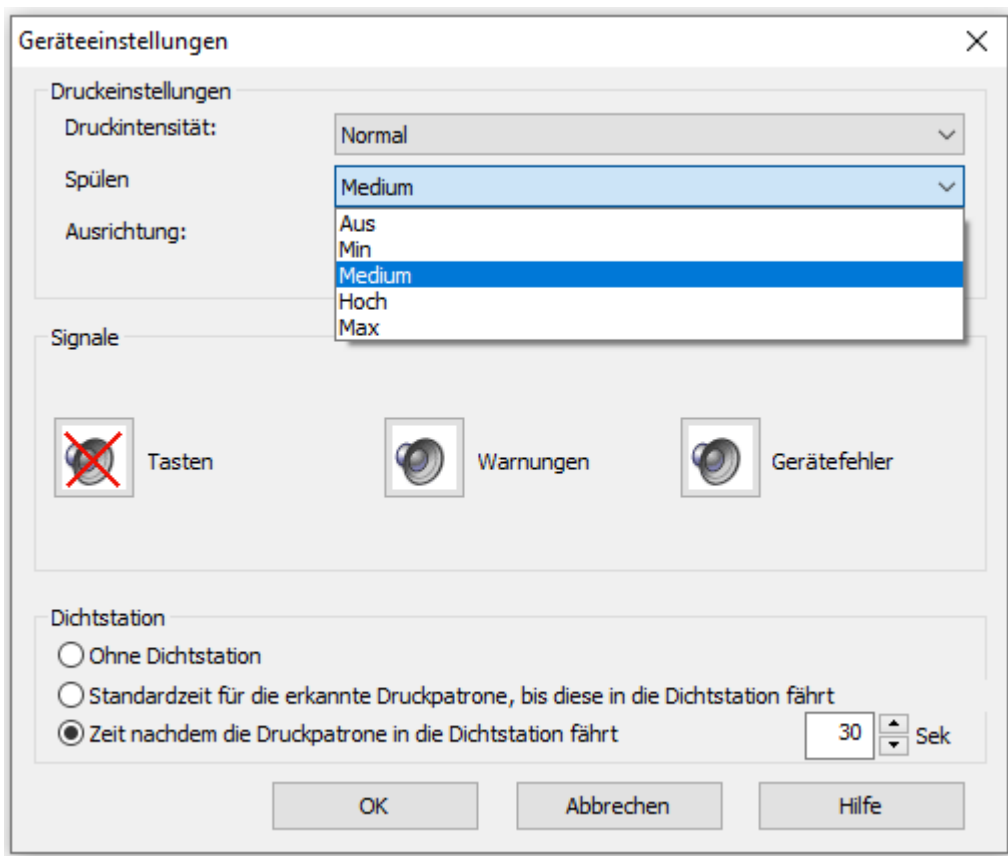 Geräteeinstellungen
Druckeinstellungen
Druckintensität:
Normal
Spülen
Medium
Ausrichtung:
Aus
Min
Medium
Hoch
Max
Signale
Tasten
Warnungen
Gerätefehler
Dichtstation
Ohne Dichtstation
Standardzeit für die erkannte Druckpatrone, bis diese in die Dichtstation fährt
Zeit nachdem die Druckpatrone in die Dichtstation fährt
30 Sek
OK
Abbrechen
Hilfe